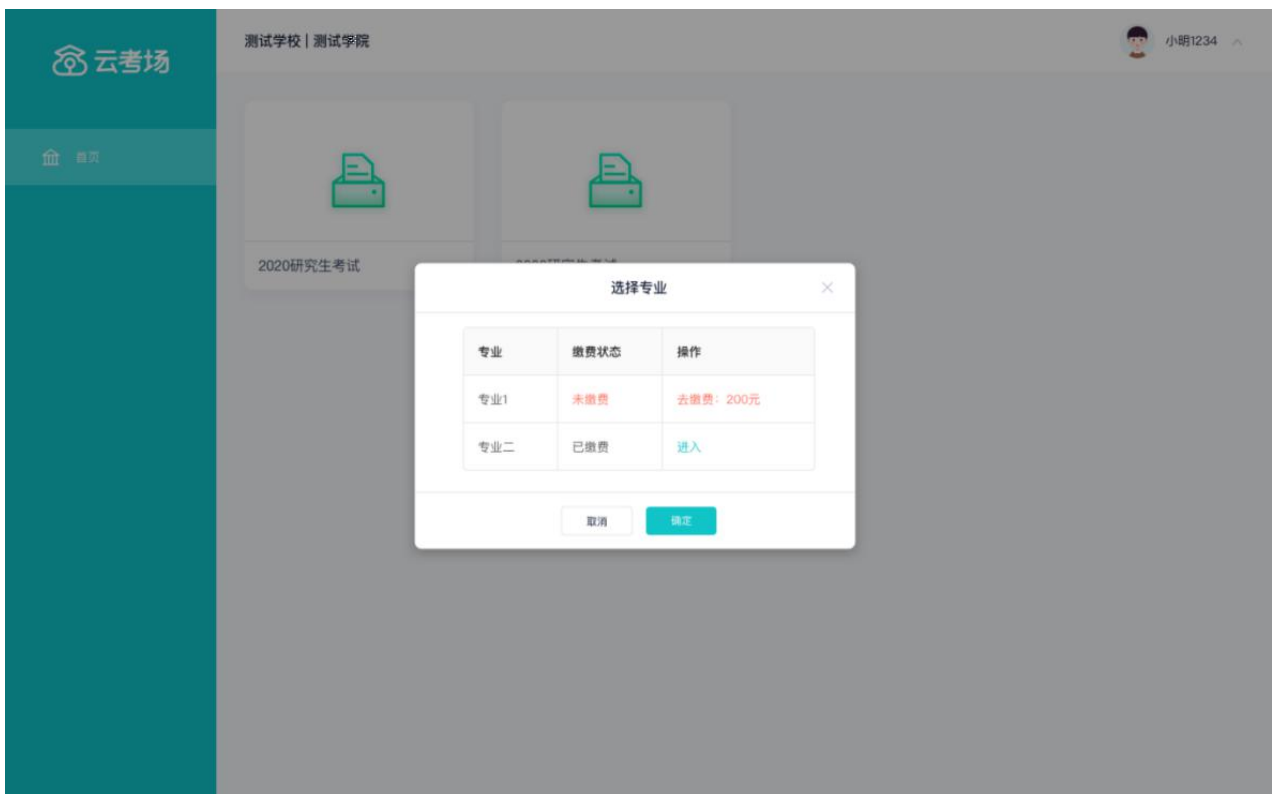 云考场
测试学校 | 测试学院
小明1234
首页
2020研究生考试
选择专业
专业 缴费状态 操作
专业1 未缴费 去缴费：200元
专业二 已缴费 进入
取消 确定